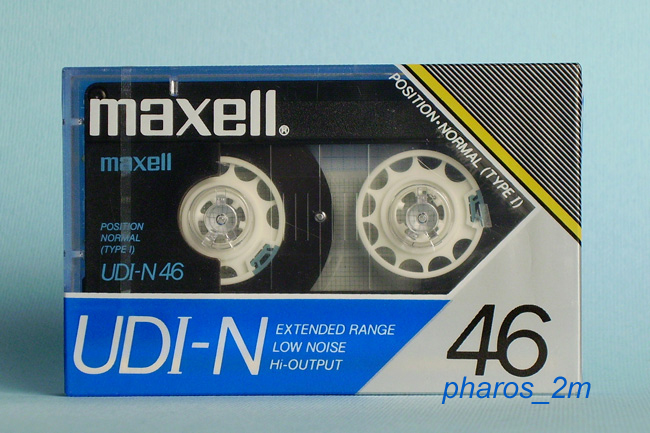 maxell®
POSITION•NORMAL (TYPE I)
maxell
POSITION
NORMAL
(TYPE I)
UDI-N 46
UDI-N
EXTENDED RANGE
LOW NOISE
Hi-OUTPUT
46
pharos_2m